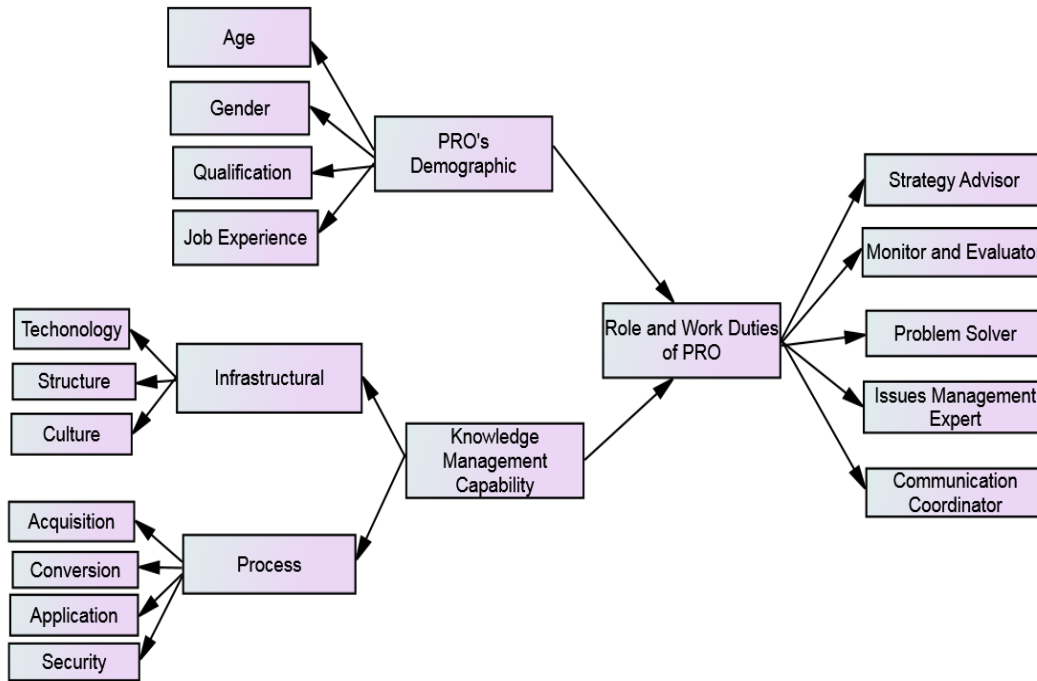 Age
Gender
PRO's
Demographic
Qualification
Job Experience
Strategy Advisor
Monitor and Evaluator
Role and Work Duties
of PRO
Problem Solver
Issues Management
Expert
Communication
Coordinator
Techonology
Structure
Culture
Infrastructural
Knowledge
Management
Capability
Acquisition
Conversion
Application
Security
Process